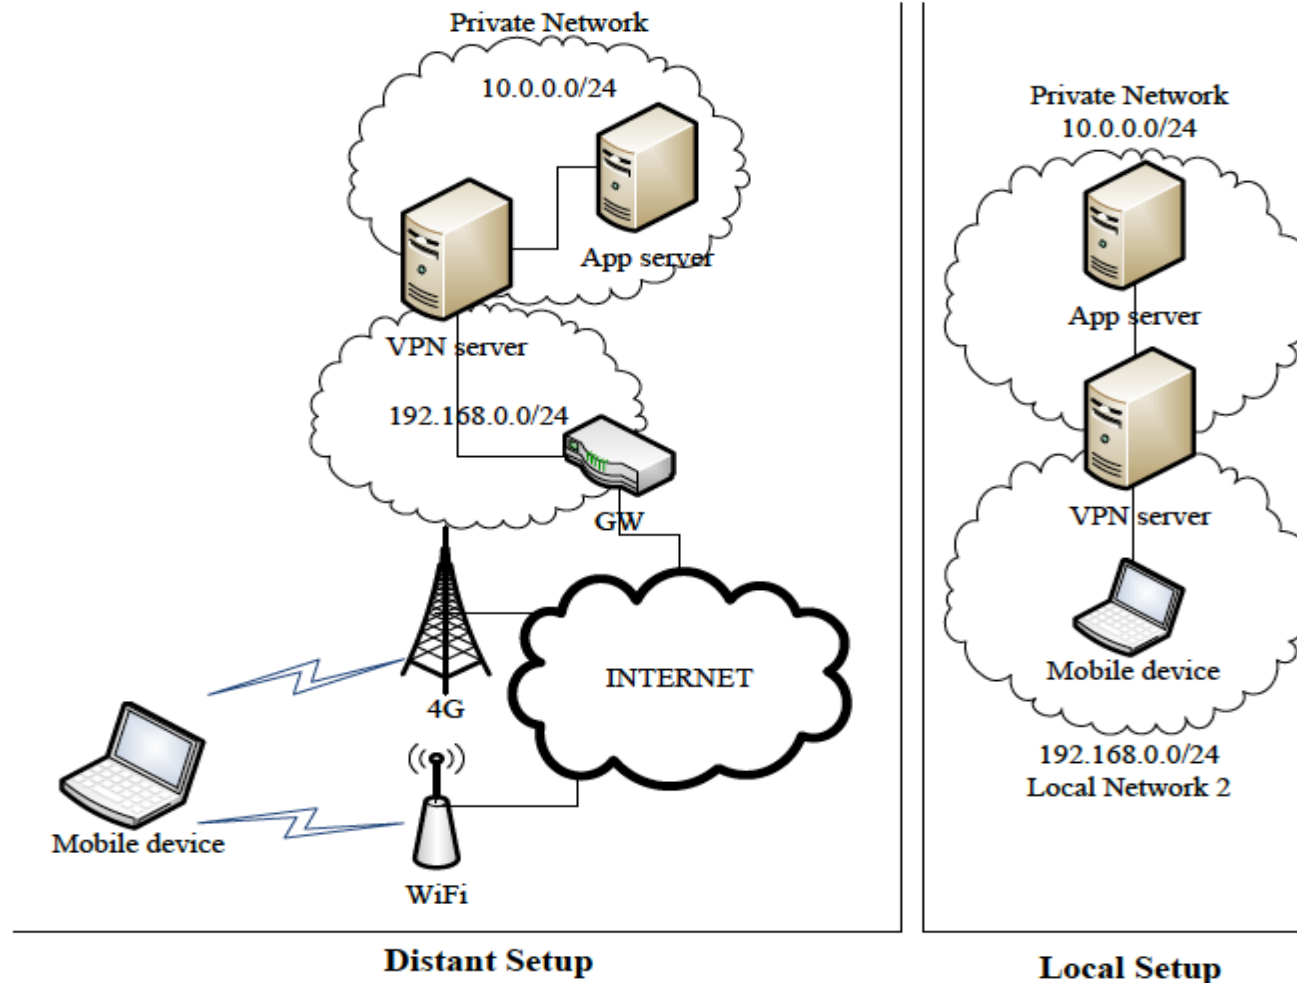 Private Network
10.0.0.0/24
App server
VPN server
192.168.0.0/24
GW
INTERNET
4G
Mobile device
WiFi
Distant Setup
Private Network
10.0.0.0/24
App server
VPN server
Mobile device
192.168.0.0/24
Local Network 2
Local Setup